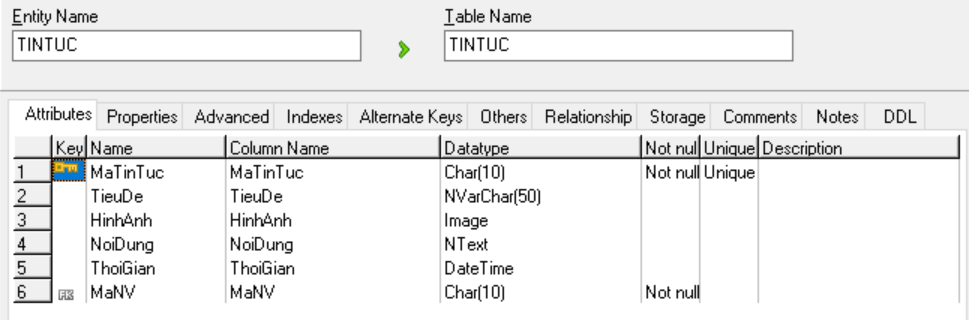 Entity Name Table Name
TINTUC TINTUC
Attributes Properties Advanced Indexes Alternate Keys Others Relationship Storage Comments Notes DDL
Key Name Column Name Datatype Not nul Unique Description
1 MaTinTuc MaTinTuc Char(10) Not null Unique
2 TieuDe TieuDe NVarChar(50)
3 HinhAnh HinhAnh Image
4 NoiDung NoiDung NText
5 ThoiGian ThoiGian DateTime
6 FK MaNV MaNV Char(10) Not null